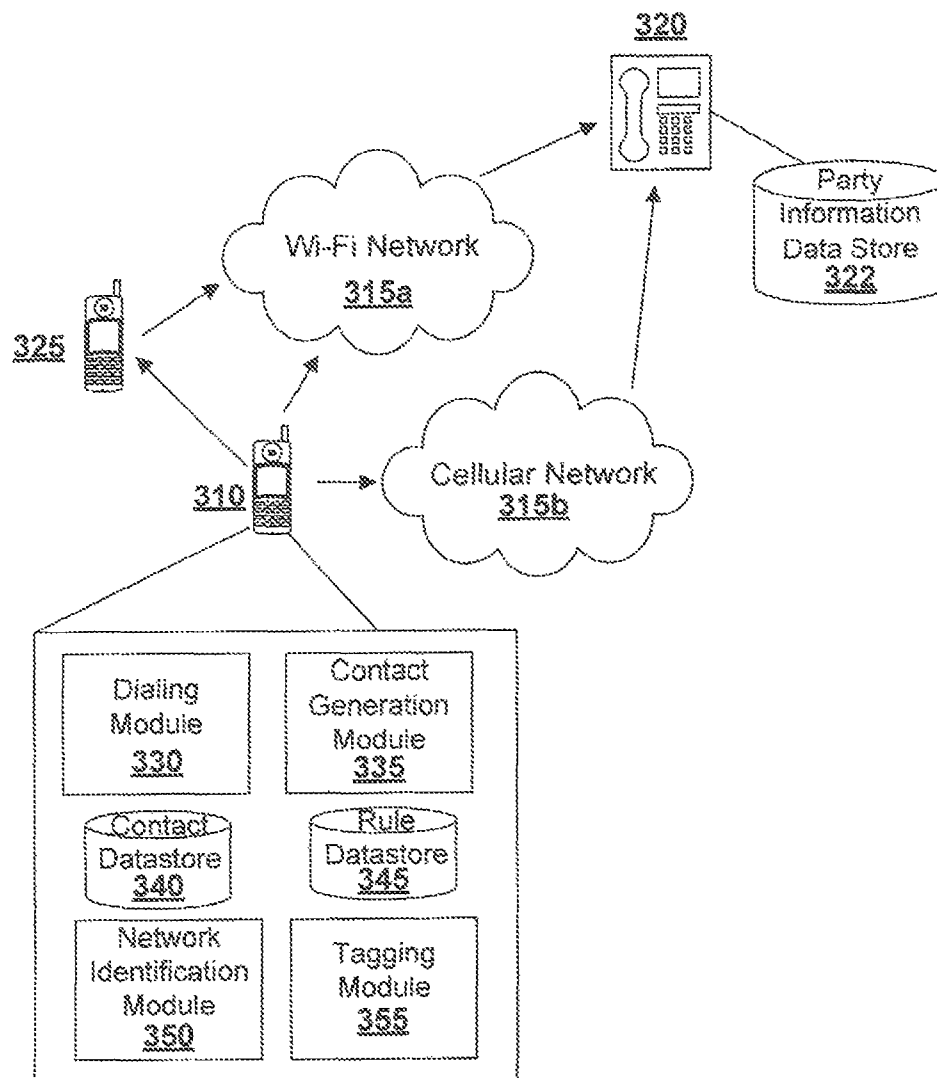 320
Party
Information
Data Store
322
Wi-Fi Network
315a
325
310
Cellular Network
315b
Dialing
Module
330
Contact
Generation
Module
335
Contact
Datastore
340
Rule
Datastore
345
Network
Identification
Module
350
Tagging
Module
355